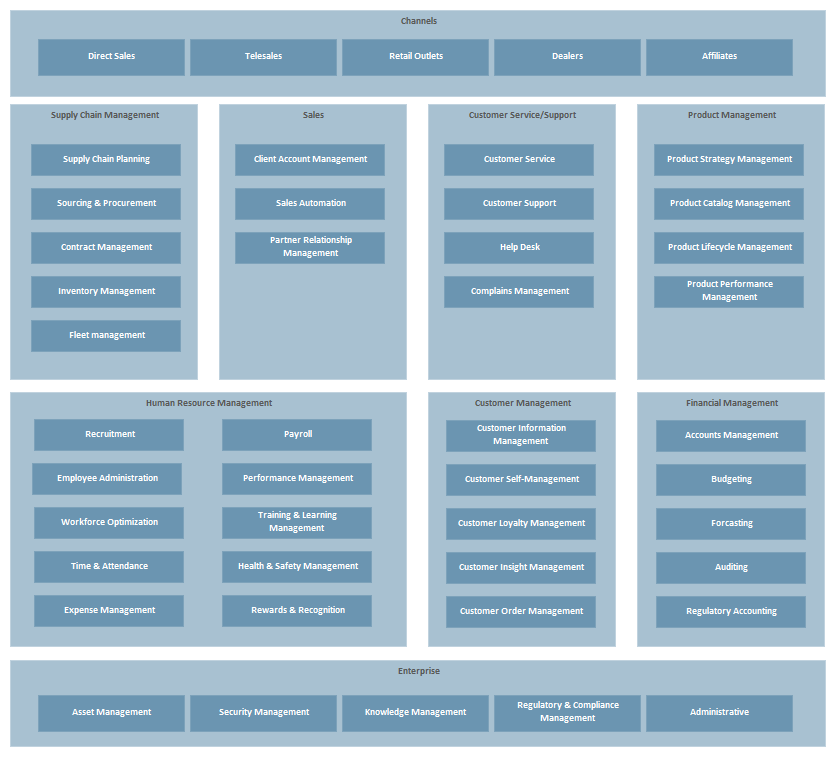 Channels
Direct Sales
Telesales
Retail Outlets
Dealers
Affiliates
Supply Chain Management
Supply Chain Planning
Sourcing & Procurement
Contract Management
Inventory Management
Fleet management
Sales
Client Account Management
Sales Automation
Partner Relationship
Management
Customer Service/Support
Customer Service
Customer Support
Help Desk
Complains Management
Product Management
Product Strategy Management
Product Catalog Management
Product Lifecycle Management
Product Performance
Management
Human Resource Management
Recruitment
Employee Administration
Workforce Optimization
Time & Attendance
Expense Management
Payroll
Performance Management
Training & Learning
Management
Health & Safety Management
Rewards & Recognition
Customer Management
Customer Information
Management
Customer Self-Management
Customer Loyalty Management
Customer Insight Management
Customer Order Management
Financial Management
Accounts Management
Budgeting
Forcasting
Auditing
Regulatory Accounting
Enterprise
Asset Management
Security Management
Knowledge Management
Regulatory & Compliance
Management
Administrative